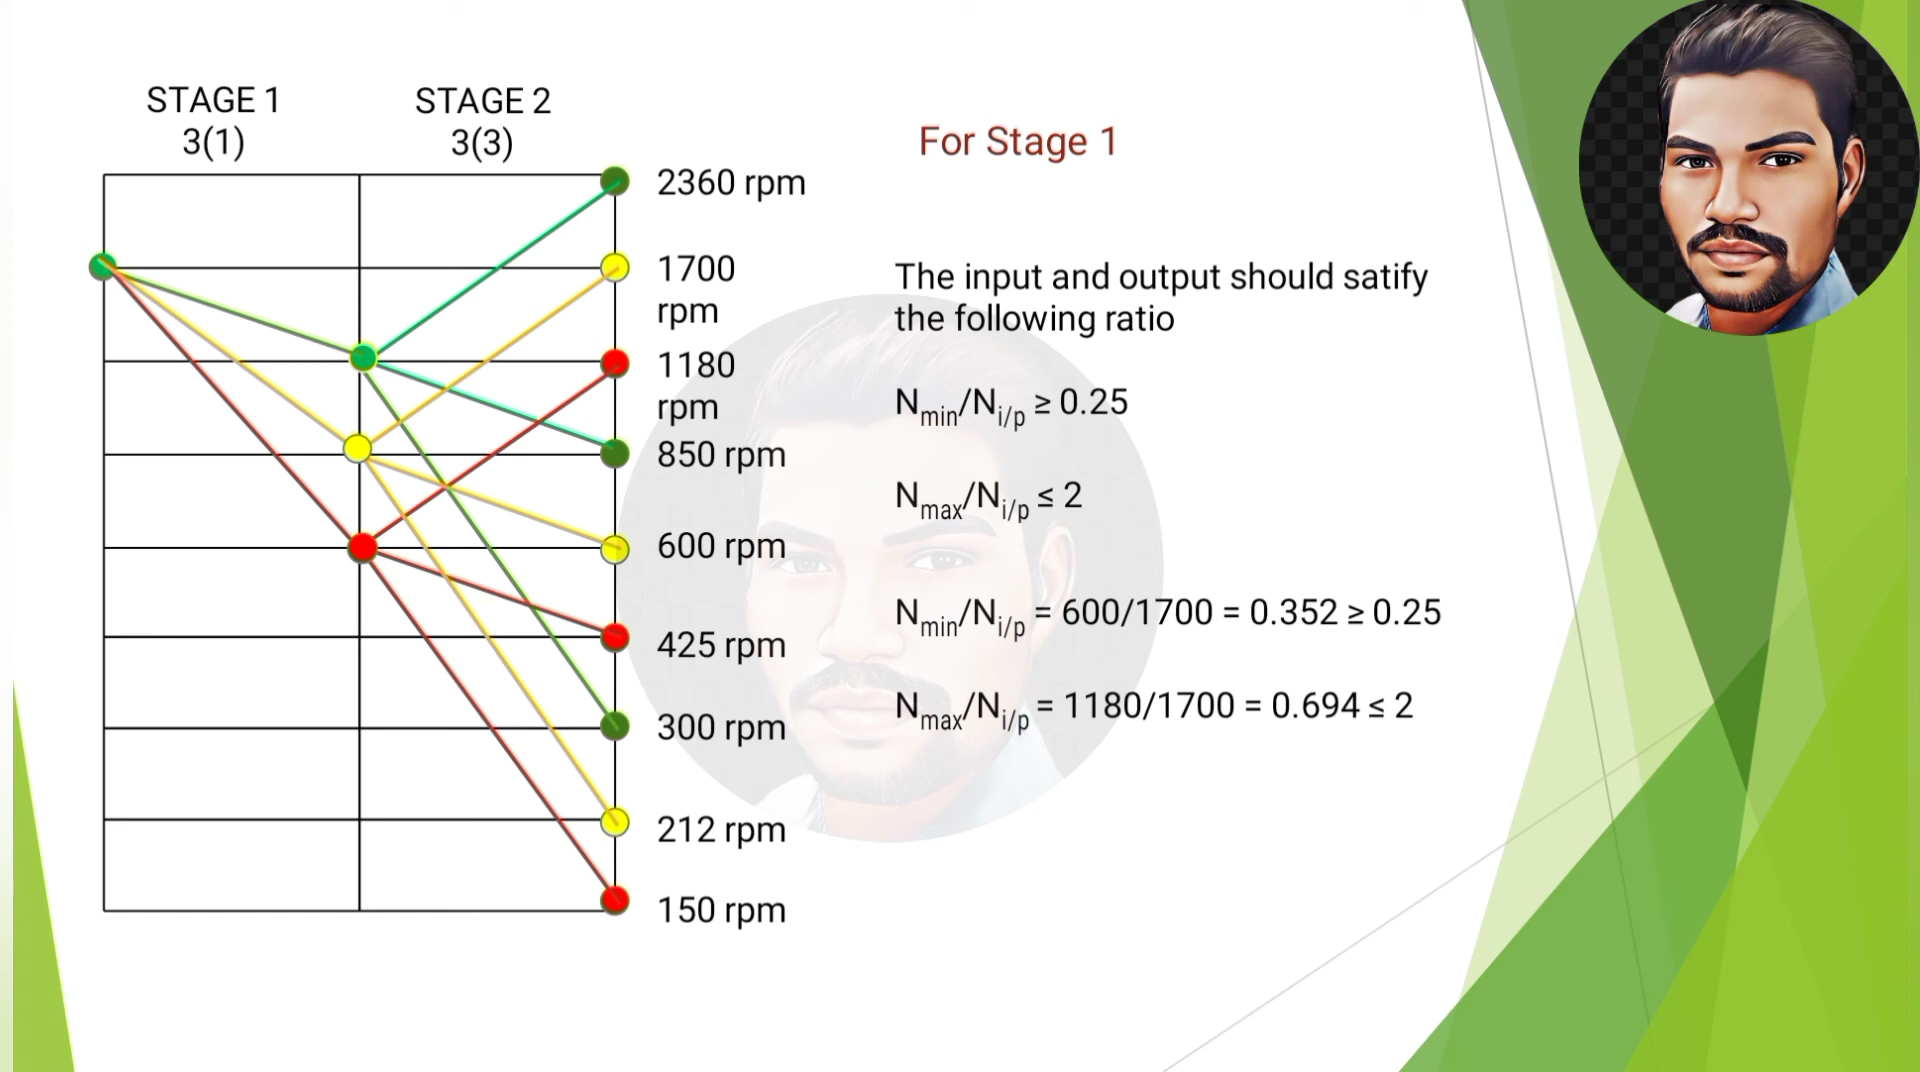 STAGE 1
3(1)
STAGE 2
3(3)
2360 rpm
1700
rpm
1180
rpm
850 rpm
600 rpm
425 rpm
300 rpm
212 rpm
150 rpm
For Stage 1
The input and output should satify
the following ratio
Nmin/Ni/p ≥ 0.25
Nmax/Ni/p ≤ 2
Nmin/Ni/p = 600/1700 = 0.352 ≥ 0.25
Nmax/Ni/p = 1180/1700 = 0.694 ≤ 2